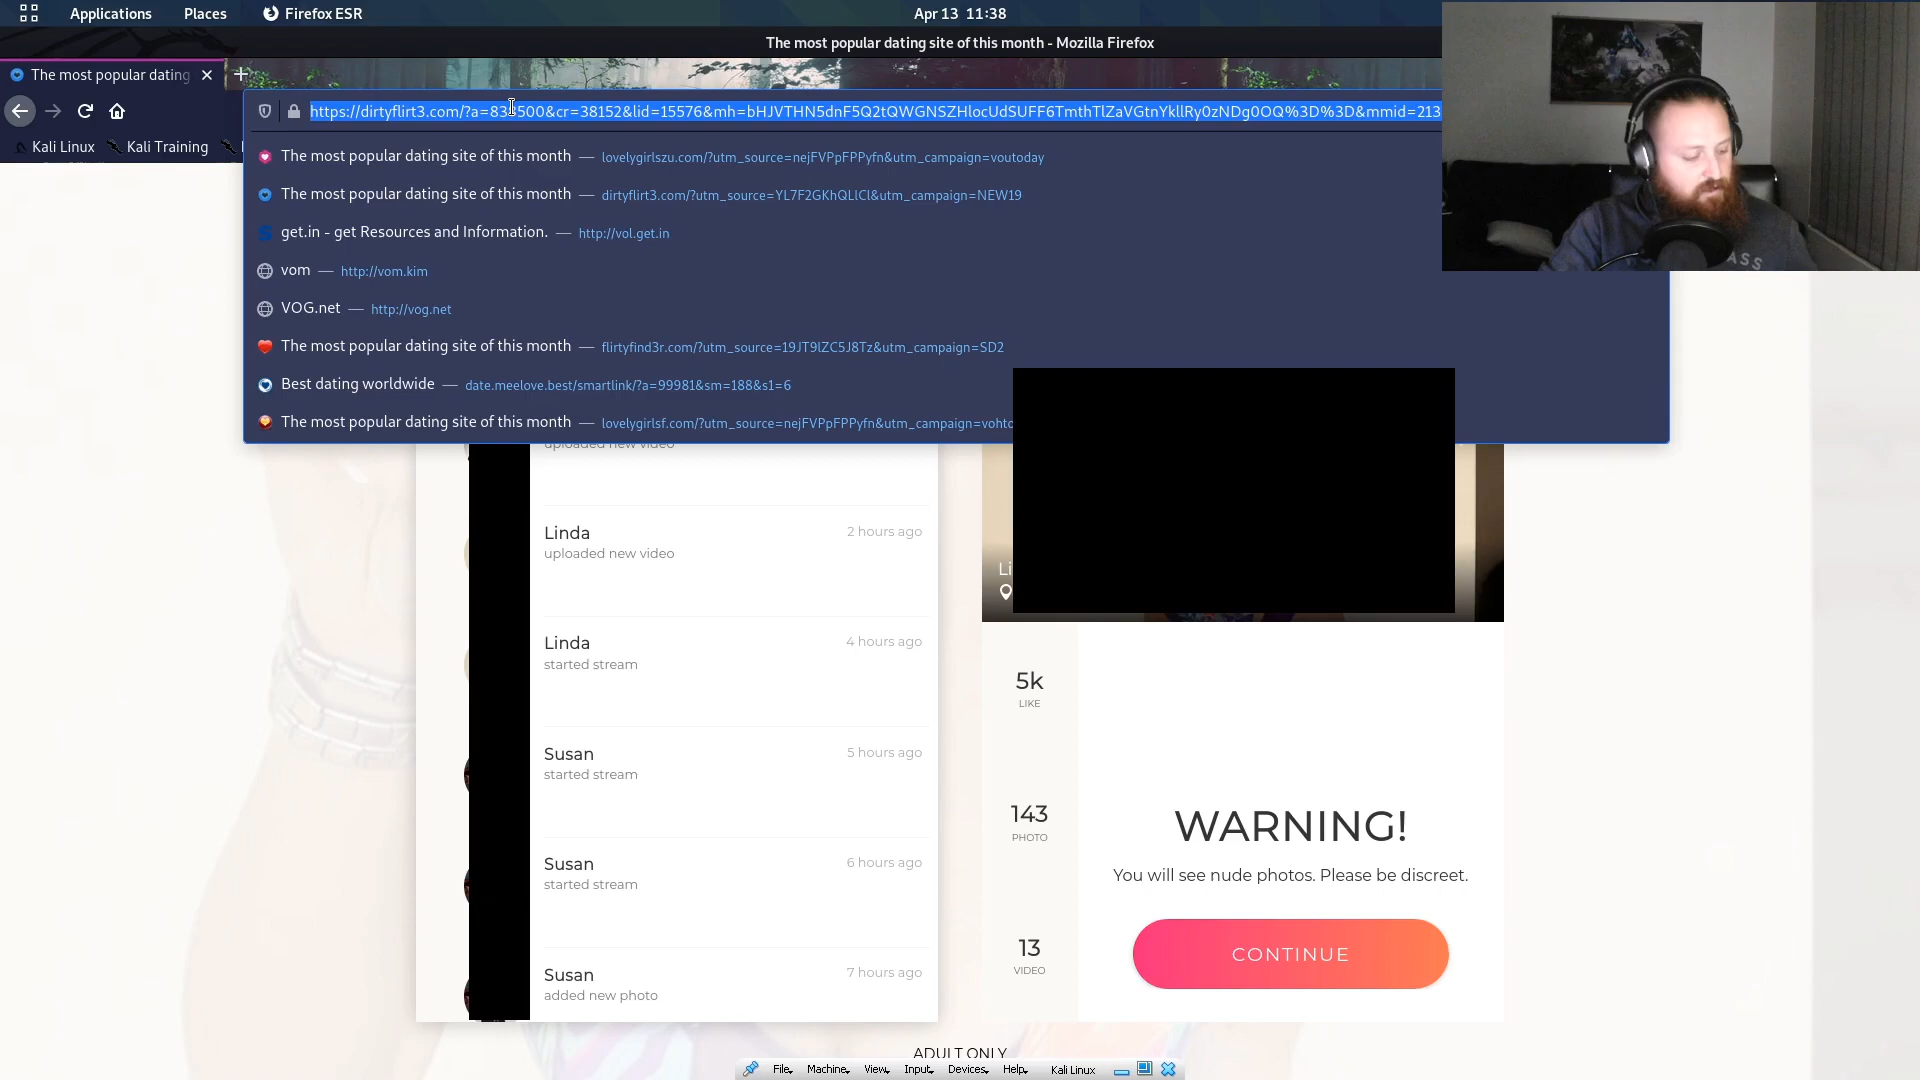 Applications Places Firefox ESR Apr 13 11:38
The most popular dating site of this month - Mozilla Firefox
The most popular dating
https://dirtyflirt3.com/?a=83 500&cr=38152&lid=15576&mh=bHJVTHN5dnF5Q2tQWGNSZHlocUdSUFF6TmthTlZaVGtnYkllRy0zNDg0OQ%3D%3D&mmid=213
Kali Linux Kali Training
The most popular dating site of this month — lovelygirlszu.com/?utm_source=nejFVPpFPPyfn&utm_campaign=voutoday
The most popular dating site of this month — dirtyflirt3.com/?utm_source=YL7F2GKhQLlCl&utm_campaign=NEW19
get.in - get Resources and Information. — http://vol.get.in
vom — http://vom.kim
VOG.net — http://vog.net
The most popular dating site of this month — flirtyfind3r.com/?utm_source=19JT9lZC5J8Tz&utm_campaign=SD2
Best dating worldwide — date.meelove.best/smartlink/?a=99981&sm=188&s1=6
The most popular dating site of this month — lovelygirlsf.com/?utm_source=nejFVPpFPPyfn&utm_campaign=vohto
uploaded new video
Linda 2 hours ago
uploaded new video
Linda 4 hours ago
started stream
Susan 5 hours ago
started stream
Susan 6 hours ago
started stream
Susan 7 hours ago
added new photo
Li
5k
LIKE
143
PHOTO
13
VIDEO
WARNING!
You will see nude photos. Please be discreet.
CONTINUE
ADULT ONLY
File Machine View Input Devices Help Kali Linux
ASS